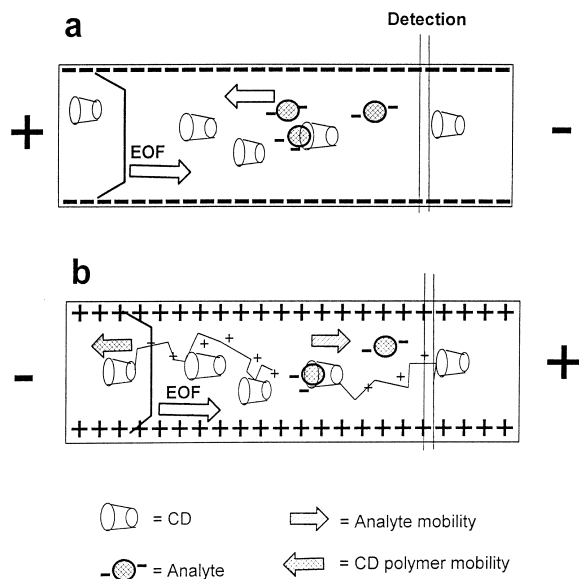 a
Detection
+
EOF
-
b
-
EOF
+
= CD
= Analyte mobility
= Analyte
= CD polymer mobility